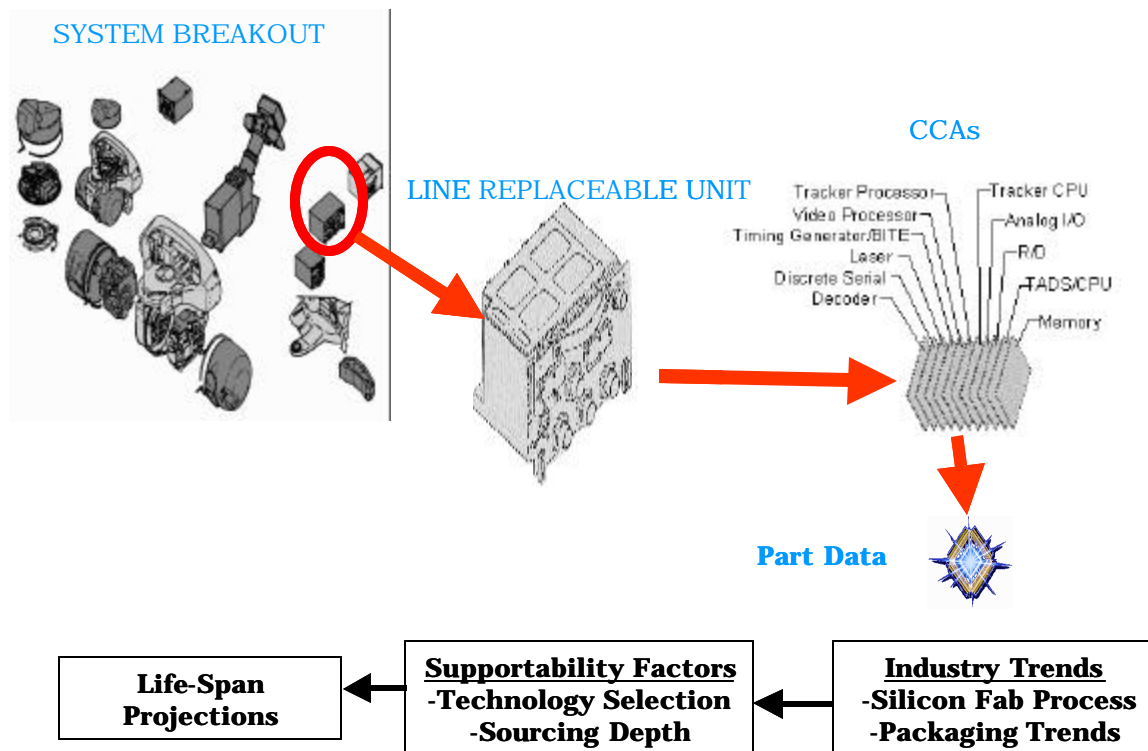 SYSTEM BREAKOUT
CCAs
LINE REPLACEABLE UNIT
Tracker Processor
Video Processor
Timing Generator/BITE
Laser
Discrete Serial
Decoder
Tracker CPU
Analog I/O
R/D
TADS/CPU
Memory
Part Data
Life-Span
Projections
Supportability Factors
-Technology Selection
-Sourcing Depth
Industry Trends
-Silicon Fab Process
-Packaging Trends